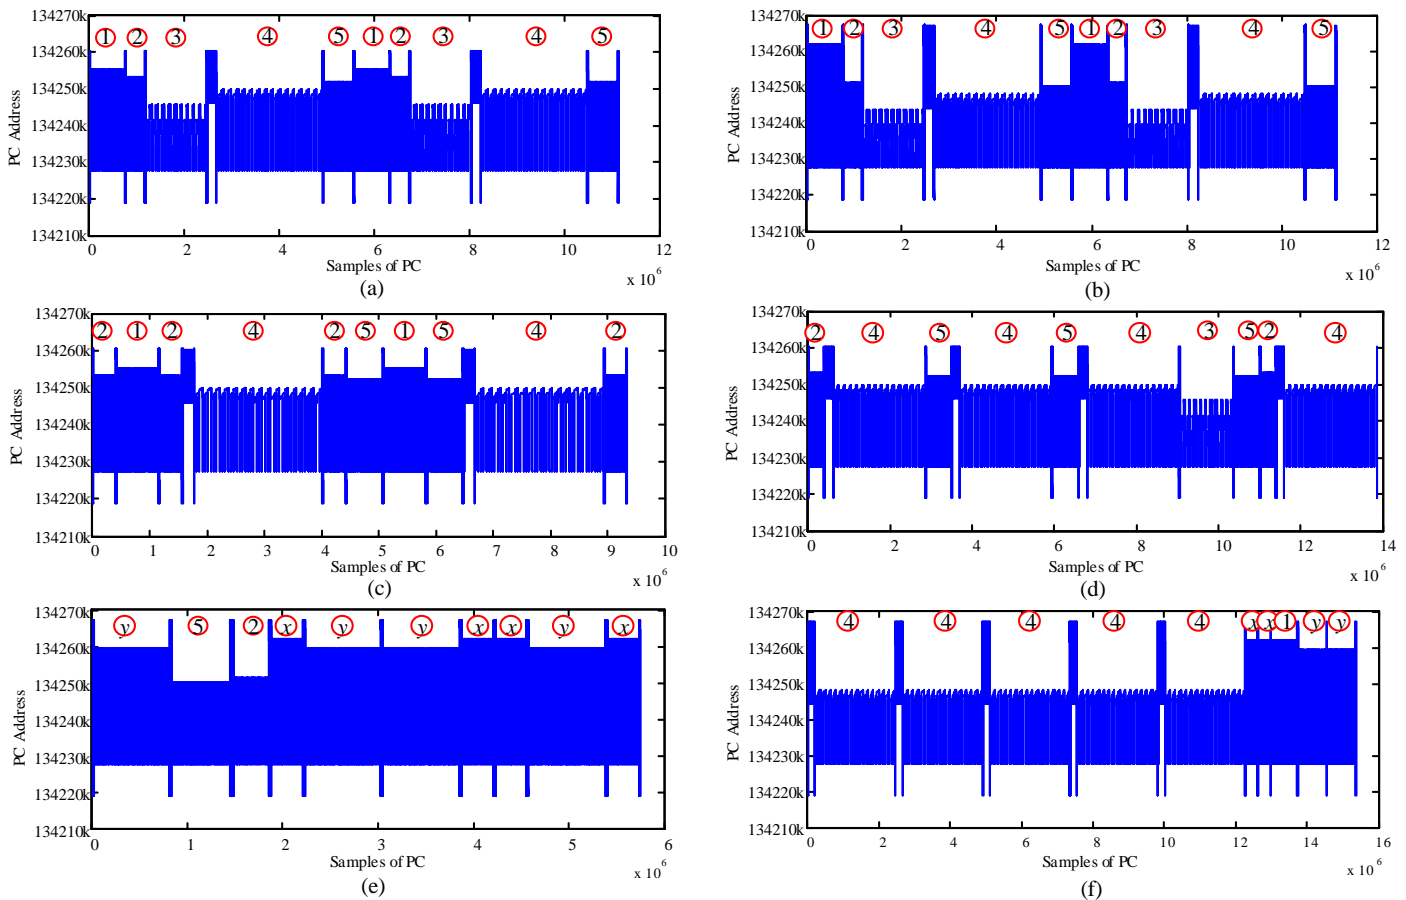 134270k
134260k
134250k
134240k
134230k
134220k
134210k
PC Address
1 2 3 4 5 1 2 3 4 5
0 2 4 6 8 10 12
Samples of PC
x 10 6
(a)
134270k
134260k
134250k
134240k
134230k
134220k
134210k
PC Address
1 2 3 4 5 1 2 3 4 5
0 2 4 6 8 10 12
Samples of PC
x 10 6
(b)
134270k
134260k
134250k
134240k
134230k
134220k
134210k
PC Address
2 1 2 4 2 5 1 5 4 2
0 1 2 3 4 5 6 7 8 9 10
Samples of PC
x 10 6
(c)
134270k
134260k
134250k
134240k
134230k
134220k
134210k
PC Address
2 4 5 4 5 4 3 5 2 4
0 2 4 6 8 10 12 14
Samples of PC
x 10 6
(d)
134270k
134260k
134250k
134240k
134230k
134220k
134210k
PC Address
y 5 2 x y y x x y x
0 1 2 3 4 5 6
Samples of PC
x 10 6
(e)
134270k
134260k
134250k
134240k
134230k
134220k
134210k
PC Address
4 4 4 4 4 x x 1 y y
0 2 4 6 8 10 12 14 16
Samples of PC
x 10 6
(f)